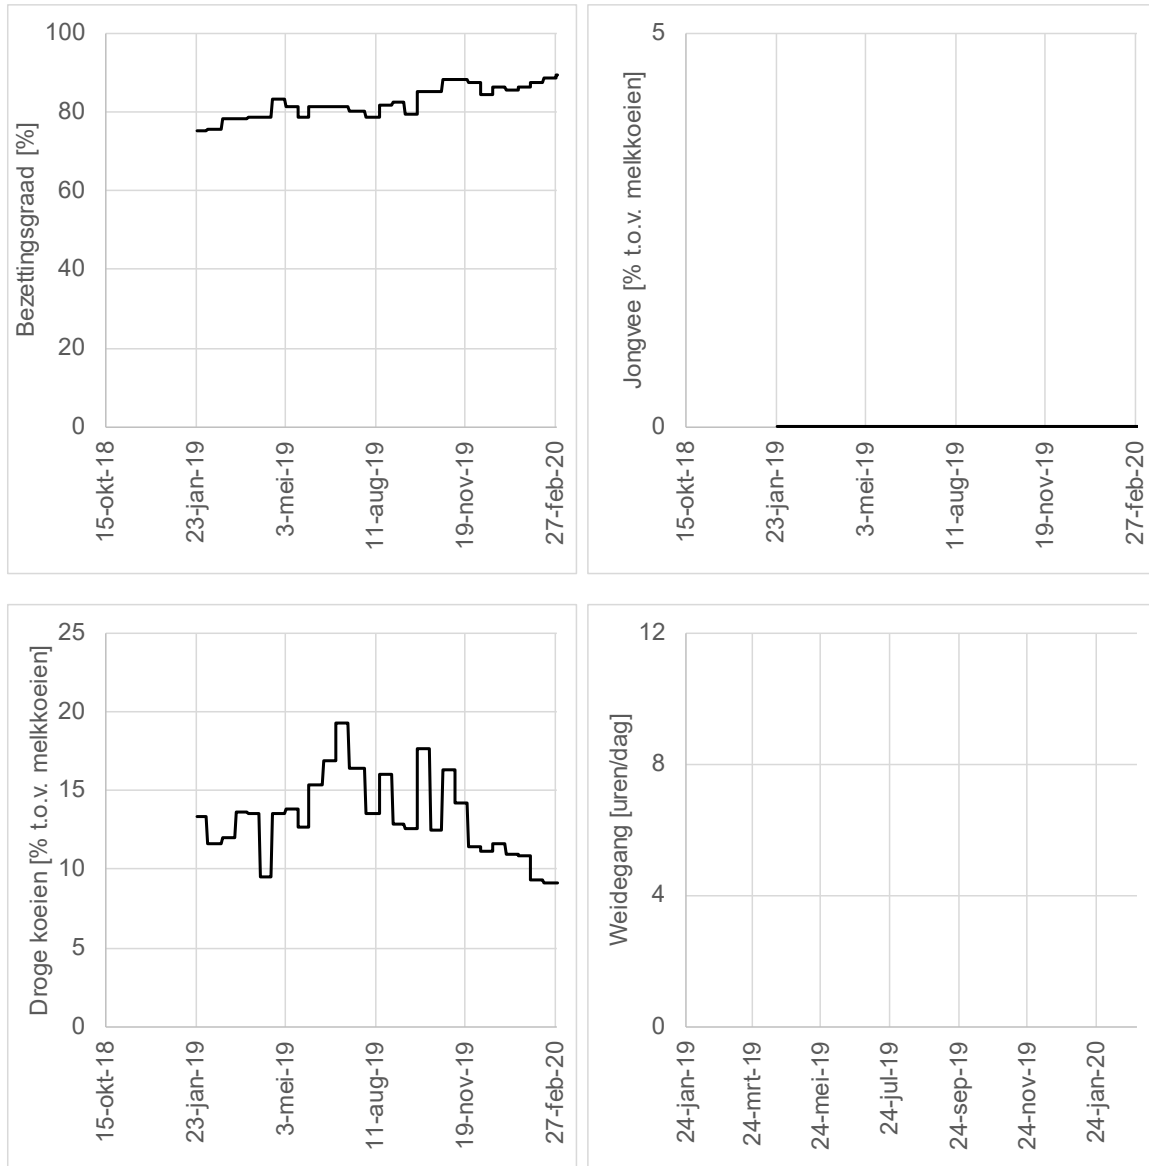 Bezettingsgraad [%]
100
80
60
40
20
0
15-okt-18
23-jan-19
3-mei-19
11-aug-19
19-nov-19
27-feb-20
Jongvee [% t.o.v. melkkoeien]
5
0
15-okt-18
23-jan-19
3-mei-19
11-aug-19
19-nov-19
27-feb-20
Droge koeien [% t.o.v. melkkoeien]
25
20
15
10
5
0
15-okt-18
23-jan-19
3-mei-19
11-aug-19
19-nov-19
27-feb-20
Weidegang [uren/dag]
12
8
4
0
24-jan-19
24-mrt-19
24-mei-19
24-jul-19
24-sep-19
24-nov-19
24-jan-20